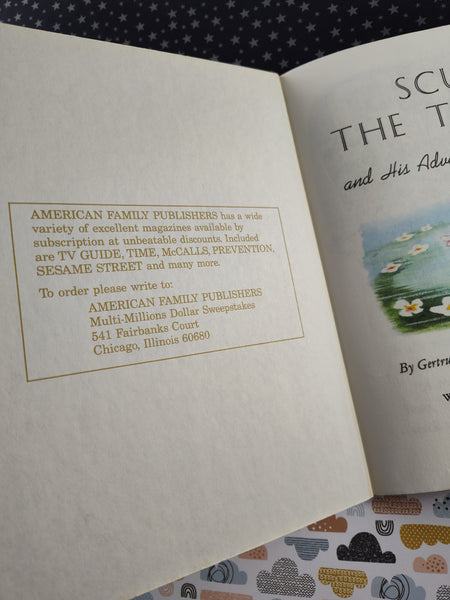 AMERICAN FAMILY PUBLISHERS has a wide
variety of excellent magazines available by
subscription at unbeatable discounts. Included
are TV GUIDE, TIME, McCALLS, PREVENTION,
SESAME STREET and many more.
To order please write to:
AMERICAN FAMILY PUBLISHERS
Multi-Millions Dollar Sweepstakes
541 Fairbanks Court
Chicago, Illinois 60680
SCU
THE T
and His Adv
By Gertru
W